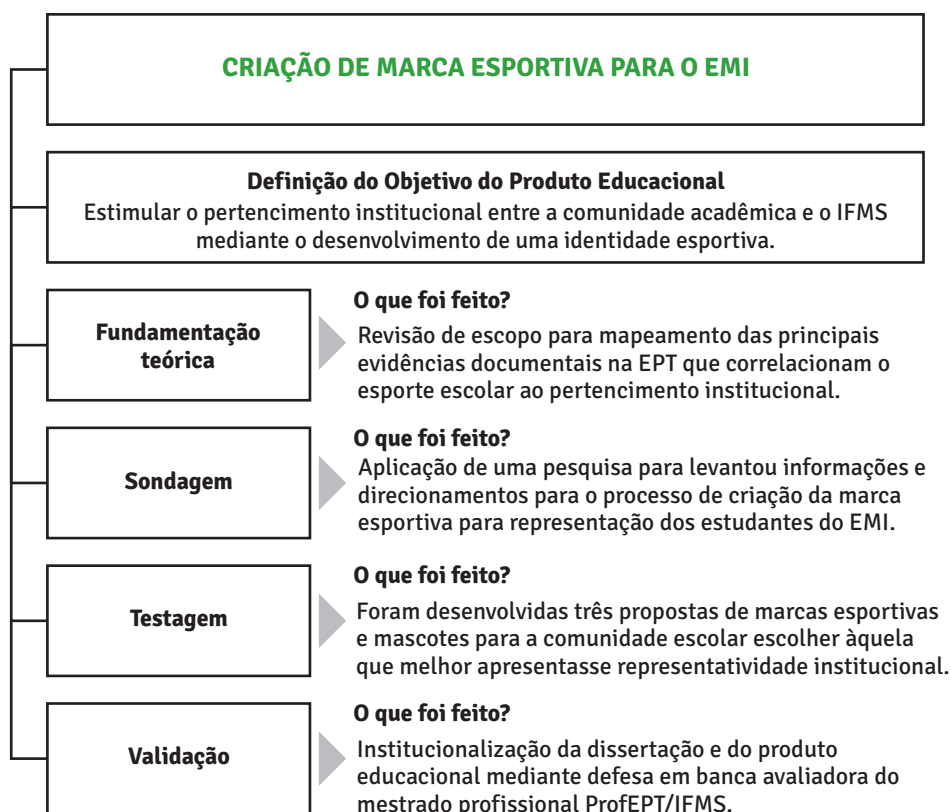 CRIAÇÃO DE MARCA ESPORTIVA PARA O EMI
Definição do Objetivo do Produto Educacional
Estimular o pertencimento institucional entre a comunidade acadêmica e o IFMS
mediante o desenvolvimento de uma identidade esportiva.
Fundamentação
teórica
O que foi feito?
Revisão de escopo para mapeamento das principais
evidências documentais na EPT que correlacionam o
esporte escolar ao pertencimento institucional.
Sondagem
O que foi feito?
Aplicação de uma pesquisa para levantou informações e
direcionamentos para o processo de criação da marca
esportiva para representação dos estudantes do EMI.
Testagem
O que foi feito?
Foram desenvolvidas três propostas de marcas esportivas
e mascotes para a comunidade escolar escolher àquela
que melhor apresentasse representatividade institucional.
Validação
O que foi feito?
Institucionalização da dissertação e do produto
educacional mediante defesa em banca avaliadora do
mestrado profissional ProfEPT/IFMS.